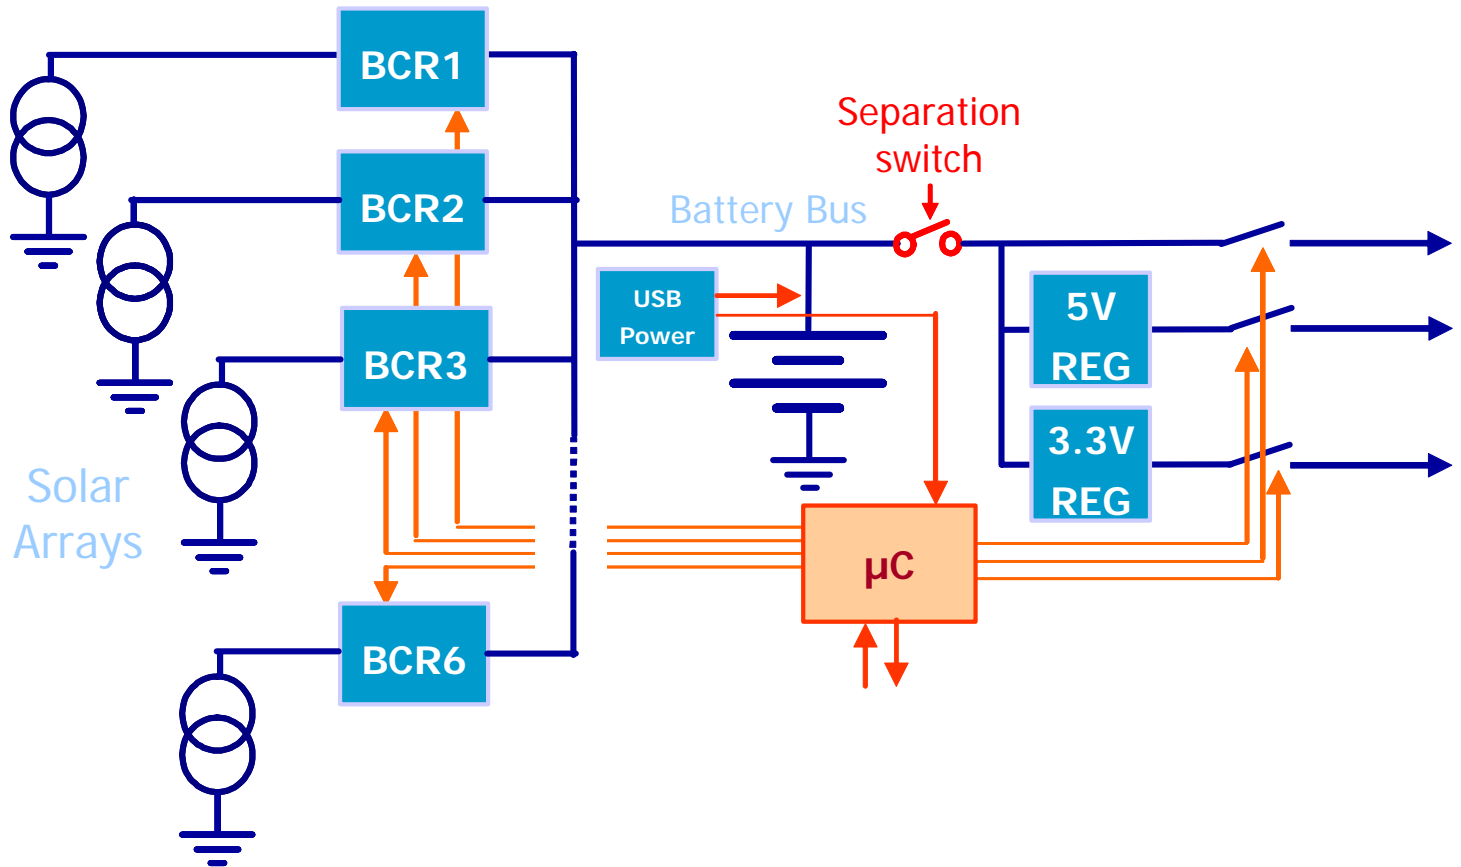 BCR1
Separation
switch
BCR2
Battery Bus
USB
Power
5V
REG
BCR3
3.3V
REG
Solar
Arrays
µC
BCR6